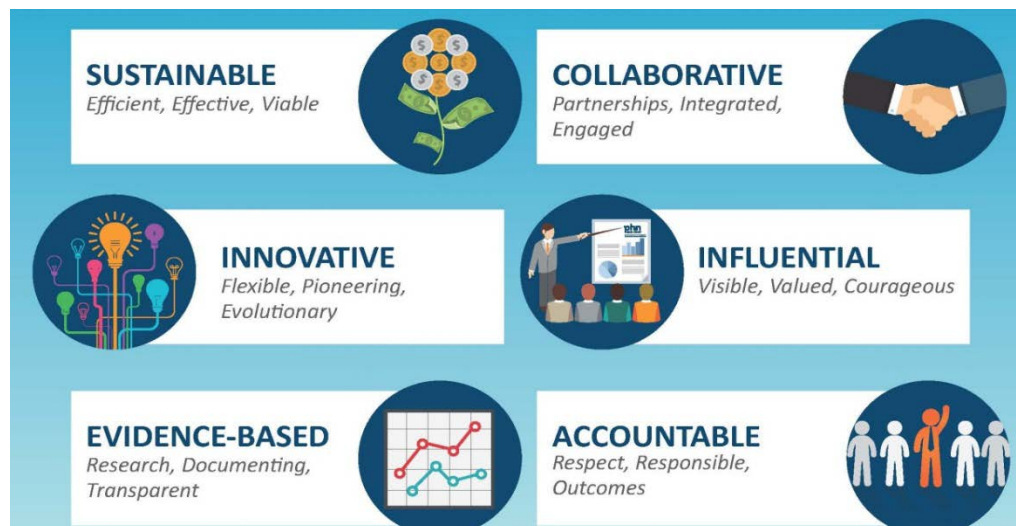 SUSTAINABLE
Efficient, Effective, Viable
COLLABORATIVE
Partnerships, Integrated,
Engaged
INNOVATIVE
Flexible, Pioneering,
Evolutionary
INFLUENTIAL
Visible, Valued, Courageous
EVIDENCE-BASED
Research, Documenting,
Transparent
ACCOUNTABLE
Respect, Responsible,
Outcomes